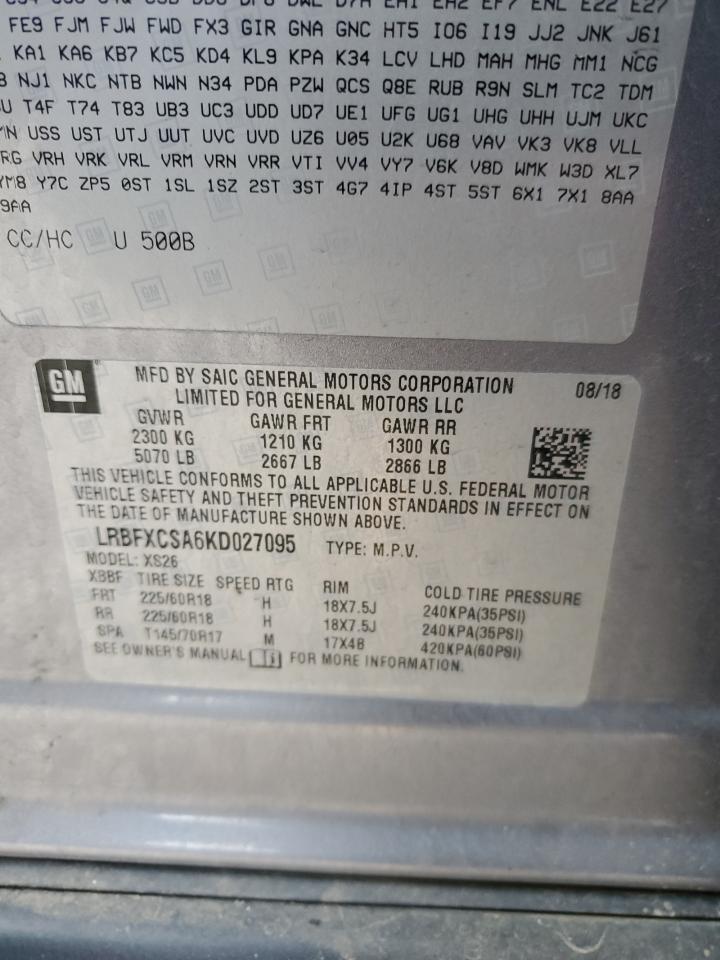 DWL D7A EA1 EA2 EF7 ENL E22 E27
FE9 FJM FJW FWD FX3 GIR GNA GNC HT5 I06 I19 JJ2 JNK J61
KA1 KA6 KB7 KC5 KD4 KL9 KPA K34 LCV LHD MAH MHG MM1 NCG
NJ1 NKC NTB NWN N34 PDA PZW QCS Q8E RUB R9N SLM TC2 TDM
T4F T74 T83 UB3 UC3 UDD UD7 UE1 UFG UG1 UHG UHH UJM UKC
USS UST UTJ UUT UVC UVD UZ6 U05 U2K U68 VAV VK3 VK8 VLL
VRH VRK VRL VRM VRN VRR VTI VV4 VY7 V6K V8D WMK W3D XL7
YM8 Y7C ZP5 0ST 1SL 1SZ 2ST 3ST 4G7 4IP 4ST 5ST 6X1 7X1 8AA
9AA
CC/HC U 500B
GM
MFD BY SAIC GENERAL MOTORS CORPORATION 08/18
LIMITED FOR GENERAL MOTORS LLC
GVWR GAWR FRT GAWR RR
2300 KG 1210 KG 1300 KG
5070 LB 2667 LB 2866 LB
THIS VEHICLE CONFORMS TO ALL APPLICABLE U.S. FEDERAL MOTOR
VEHICLE SAFETY AND THEFT PREVENTION STANDARDS IN EFFECT ON
THE DATE OF MANUFACTURE SHOWN ABOVE.
LRBFXCSA6KD027095 TYPE: M.P.V.
MODEL: XS26
XBBF TIRE SIZE SPEED RTG RIM COLD TIRE PRESSURE
FRT 225/60R18 H 18X7.5J 240KPA(35PSI)
RR 225/60R18 H 18X7.5J 240KPA(35PSI)
SPA T145/70R17 M 17X4B 420KPA(60PSI)
SEE OWNER'S MANUAL FOR MORE INFORMATION.